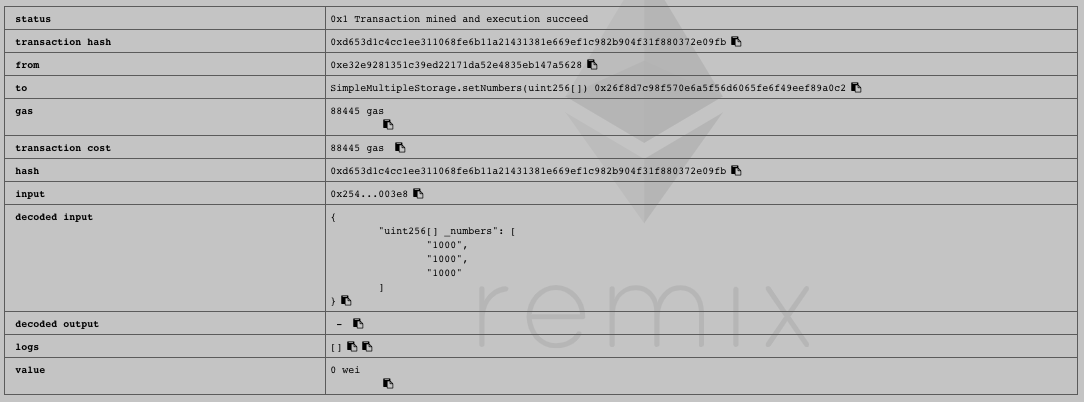 status 0x1 Transaction mined and execution succeed
transaction hash 0xd653d1c4cc1ee311068fe6b11a21431381e669ef1c982b904f31f880372e09fb
from 0xe32e9281351c39ed22171da52e4835eb147a5628
to SimpleMultipleStorage.setNumbers(uint256[]) 0x26f8d7c98f570e6a5f56d6065fe6f49eef89a0c2
gas 88445 gas
transaction cost 88445 gas
hash 0xd653d1c4cc1ee311068fe6b11a21431381e669ef1c982b904f31f880372e09fb
input 0x254...003e8
decoded input {
"uint256[] _numbers": [
"1000",
"1000",
"1000"
]
}
decoded output -
logs []
value 0 wei
remix